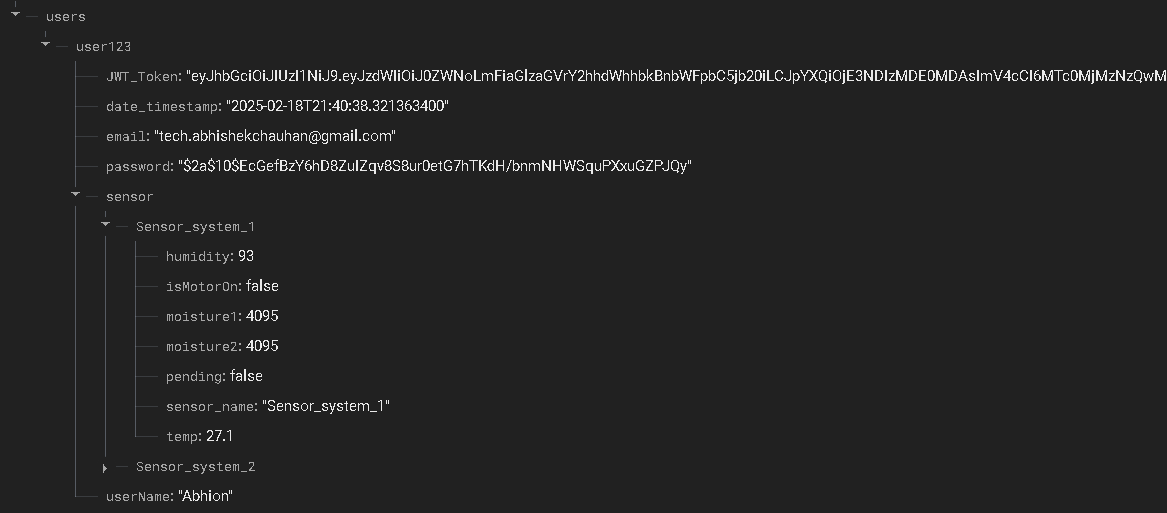 users
user123
JWT_Token: "eyJhbGciOiJIUzI1NiJ9.eyJzdWIiOiJ0ZWNoLmFiaGlzaGVrY2hhdWhhbkBnbWFpbC5jb20iLCJpYXQiOjE3NDIzMDE0MDAsImV4cCI6MTc0MjMzNzQwM
date_timestamp: "2025-02-18T21:40:38.321363400"
email: "tech.abhishekchauhan@gmail.com"
password: "$2a$10$EcGefBzY6hD8ZuIZqv8S8ur0etG7hTKdH/bnmNHWSquPXxuGZPJQy"
sensor
Sensor_system_1
humidity: 93
isMotorOn: false
moisture1: 4095
moisture2: 4095
pending: false
sensor_name: "Sensor_system_1"
temp: 27.1
Sensor_system_2
userName: "Abhion"